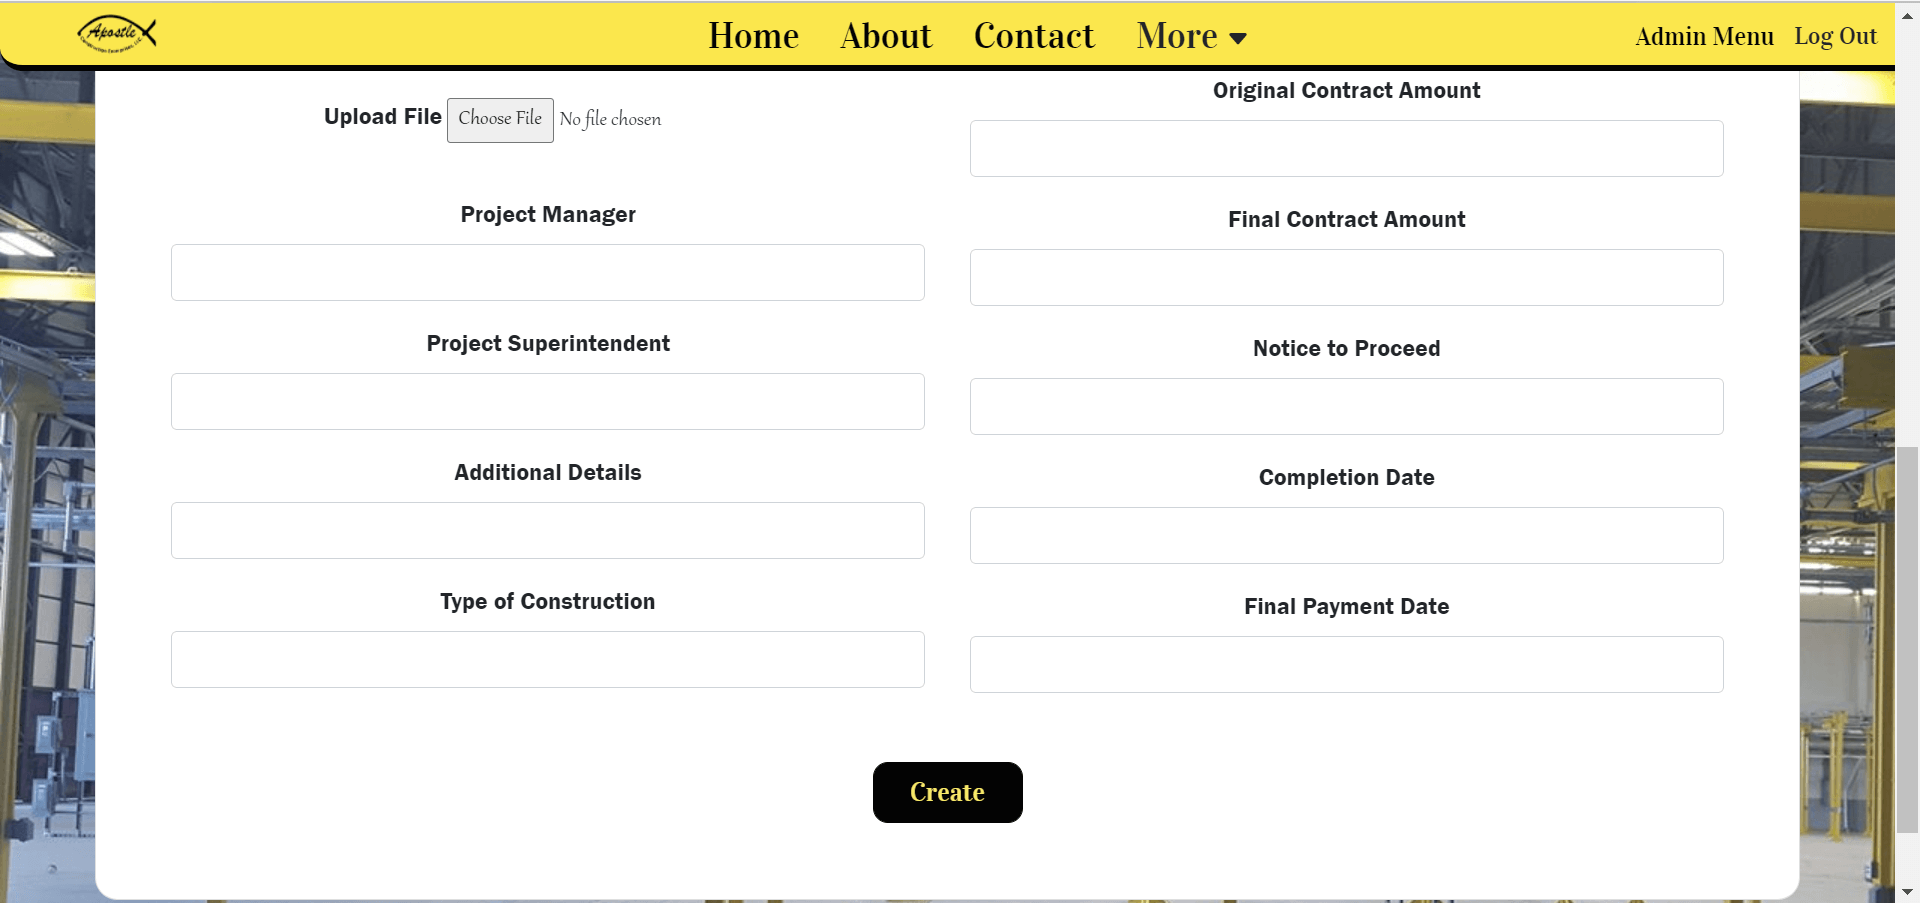 Apostle
Home
About
Contact
More
Admin Menu
Log Out
Upload File
Choose File
No file chosen
Project Manager
Project Superintendent
Additional Details
Type of Construction
Original Contract Amount
Final Contract Amount
Notice to Proceed
Completion Date
Final Payment Date
Create